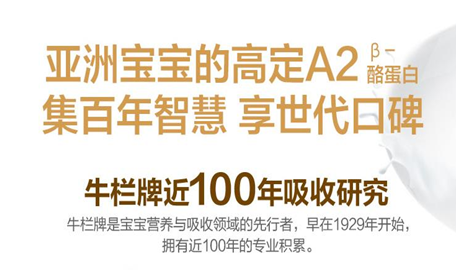 亚洲宝宝的高定A2 β-酪蛋白
集百年智慧 享世代口碑
牛栏牌近100年吸收研究
牛栏牌是宝宝营养与吸收领域的先行者，早在1929年开始，
拥有近100年的专业积累。